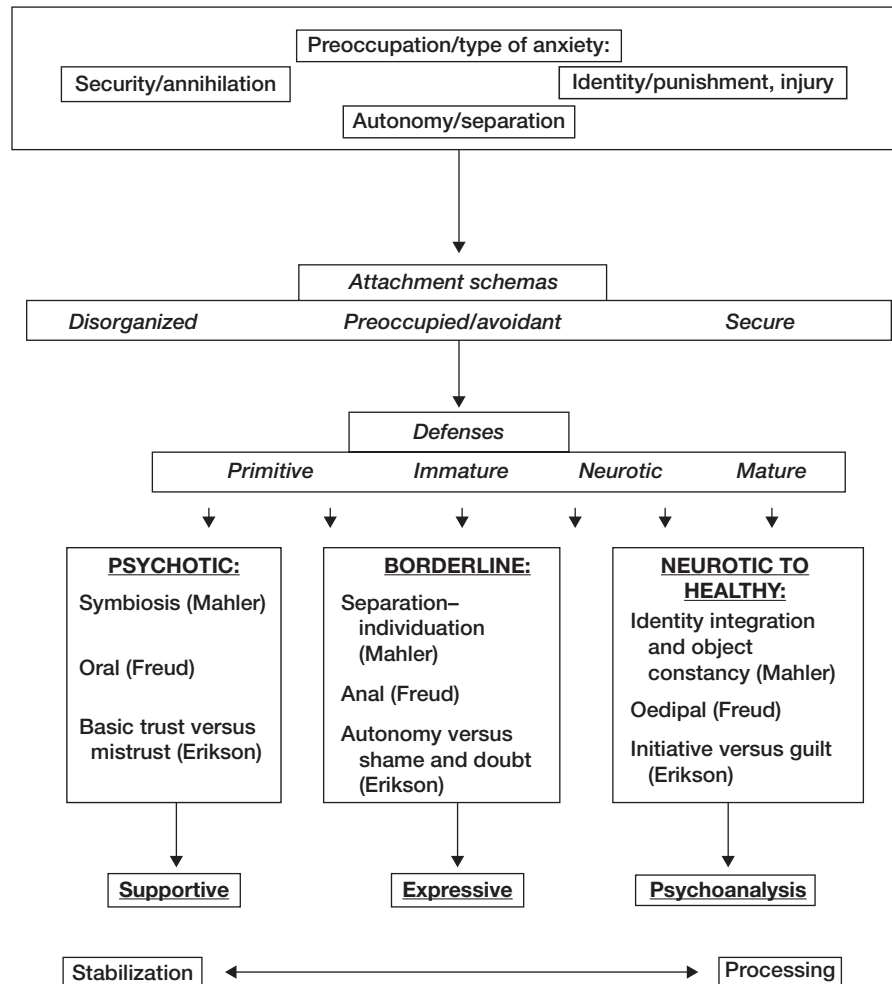 Preoccupation/type of anxiety:
Security/annihilation
Identity/punishment, injury
Autonomy/separation
Attachment schemas
Disorganized Preoccupied/avoidant Secure
Defenses
Primitive Immature Neurotic Mature
PSYCHOTIC:
Symbiosis (Mahler)
Oral (Freud)
Basic trust versus
mistrust (Erikson)
BORDERLINE:
Separation–
individuation
(Mahler)
Anal (Freud)
Autonomy versus
shame and doubt
(Erikson)
NEUROTIC TO
HEALTHY:
Identity integration
and object
constancy (Mahler)
Oedipal (Freud)
Initiative versus guilt
(Erikson)
Supportive
Expressive
Psychoanalysis
Stabilization
Processing